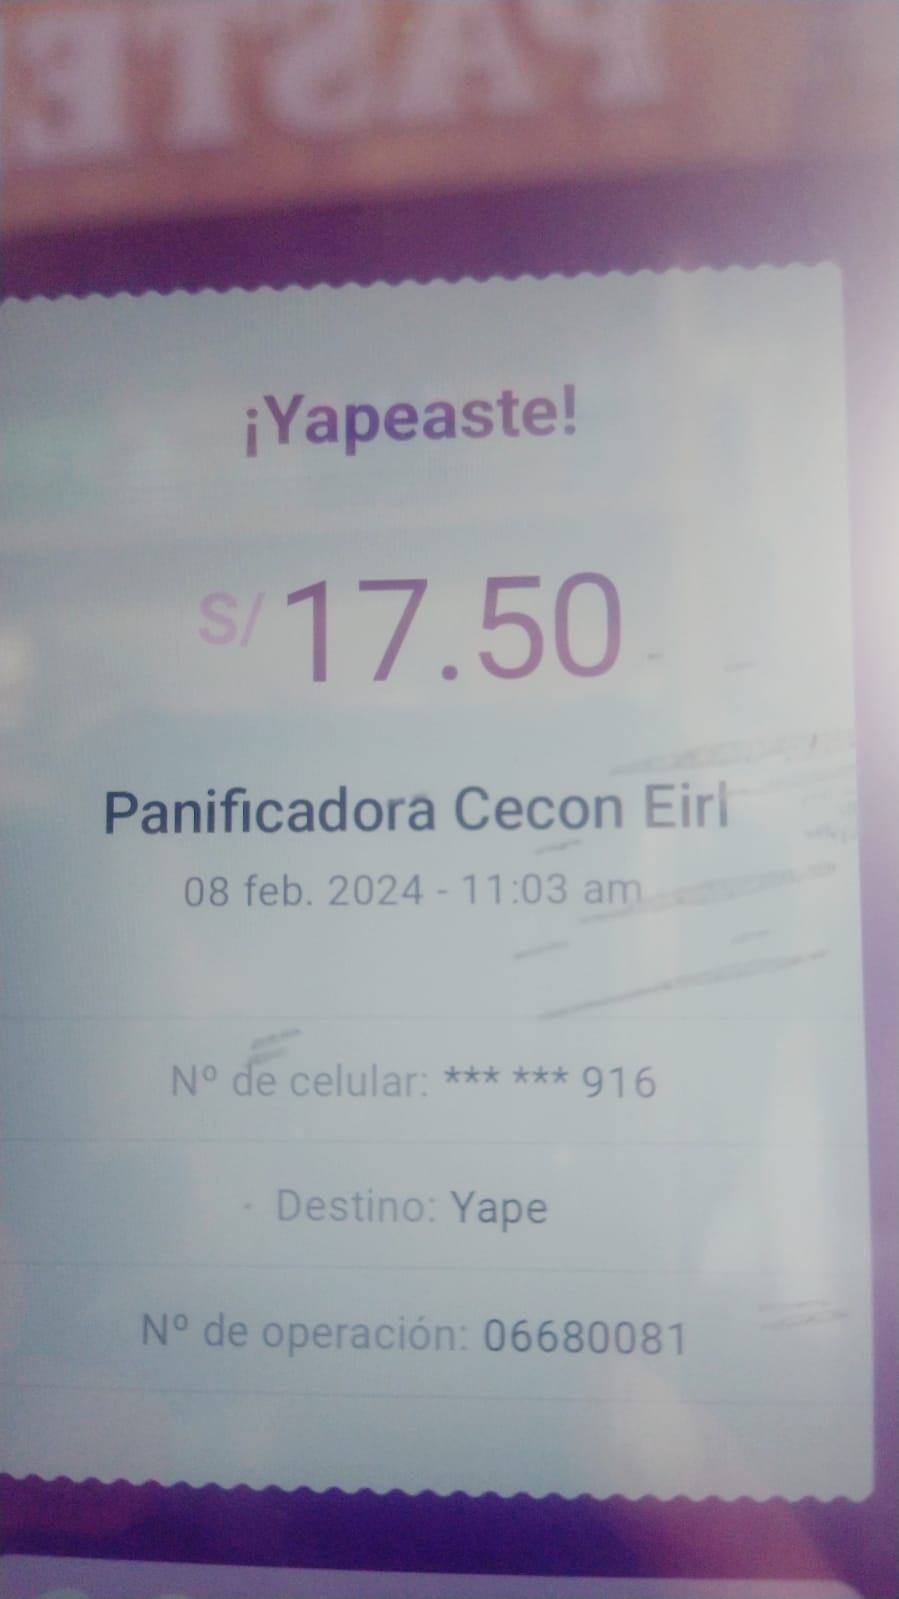 PASTE
¡Yapeaste!
S/ 17.50
Panificadora Cecon Eirl
08 feb. 2024 - 11:03 am
Nº de celular: *** *** 916
Destino: Yape
Nº de operación: 06680081